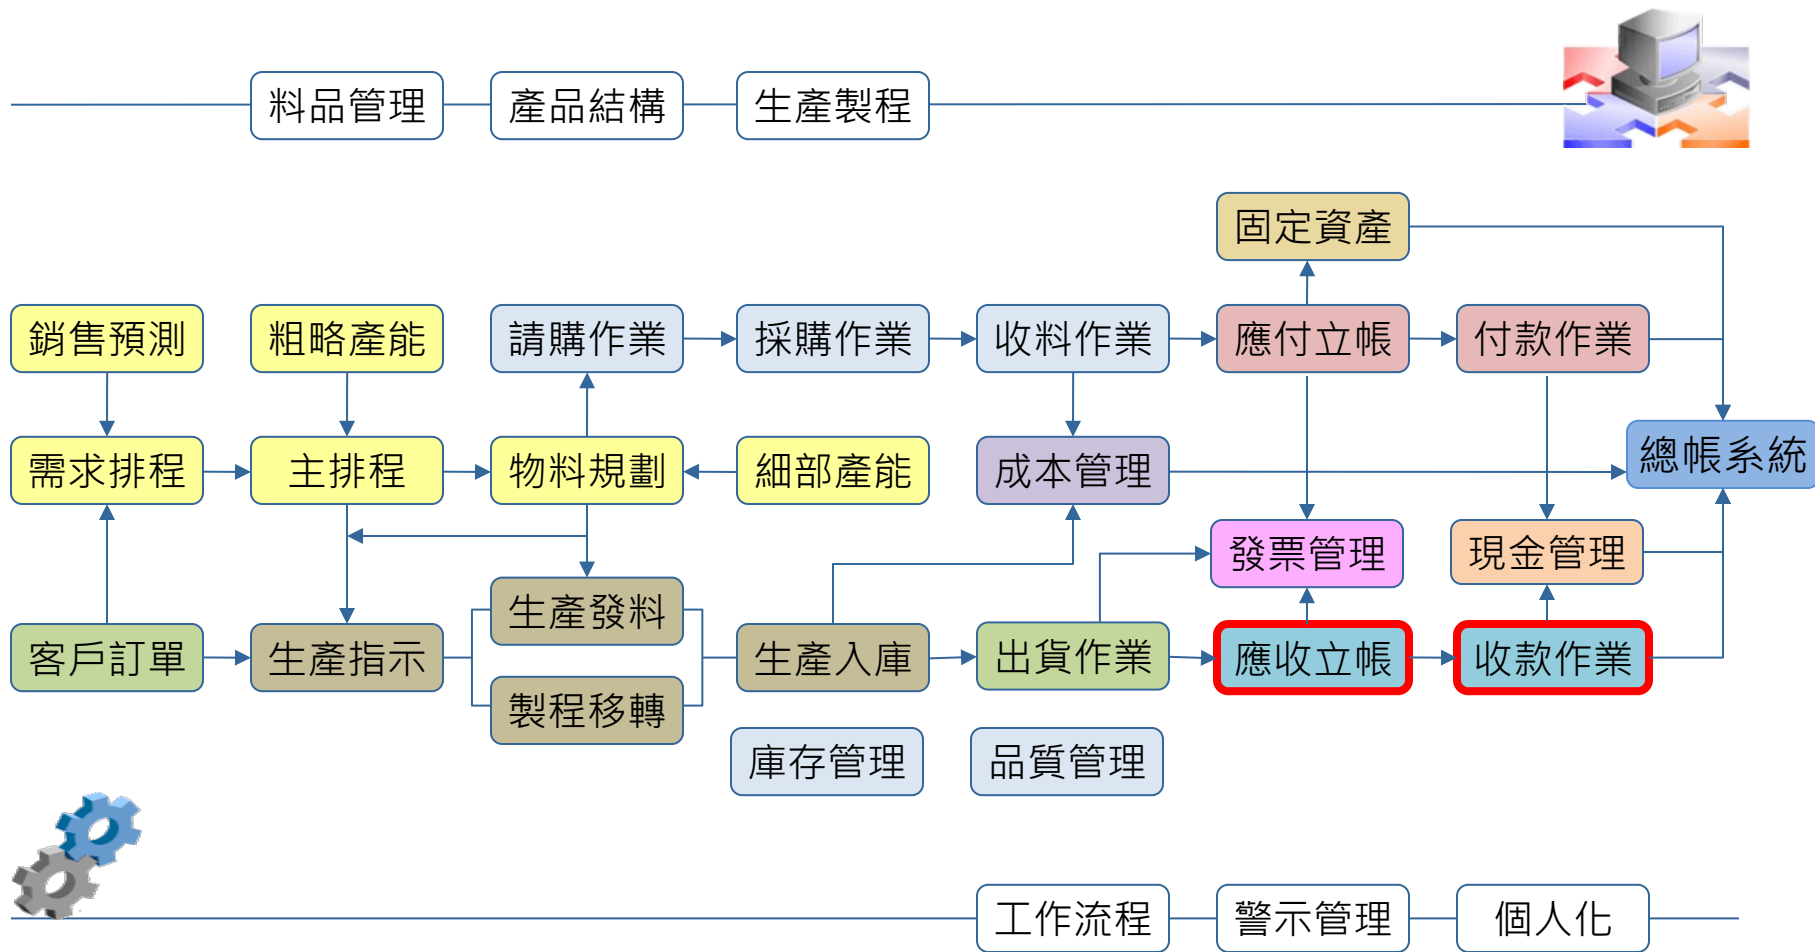 料品管理
產品結構
生產製程
固定資產
銷售預測
粗略產能
請購作業
採購作業
收料作業
應付立帳
付款作業
需求排程
主排程
物料規劃
細部產能
成本管理
總帳系統
發票管理
現金管理
生產發料
客戶訂單
生產指示
生產入庫
出貨作業
應收立帳
收款作業
製程移轉
庫存管理
品質管理
工作流程
警示管理
個人化